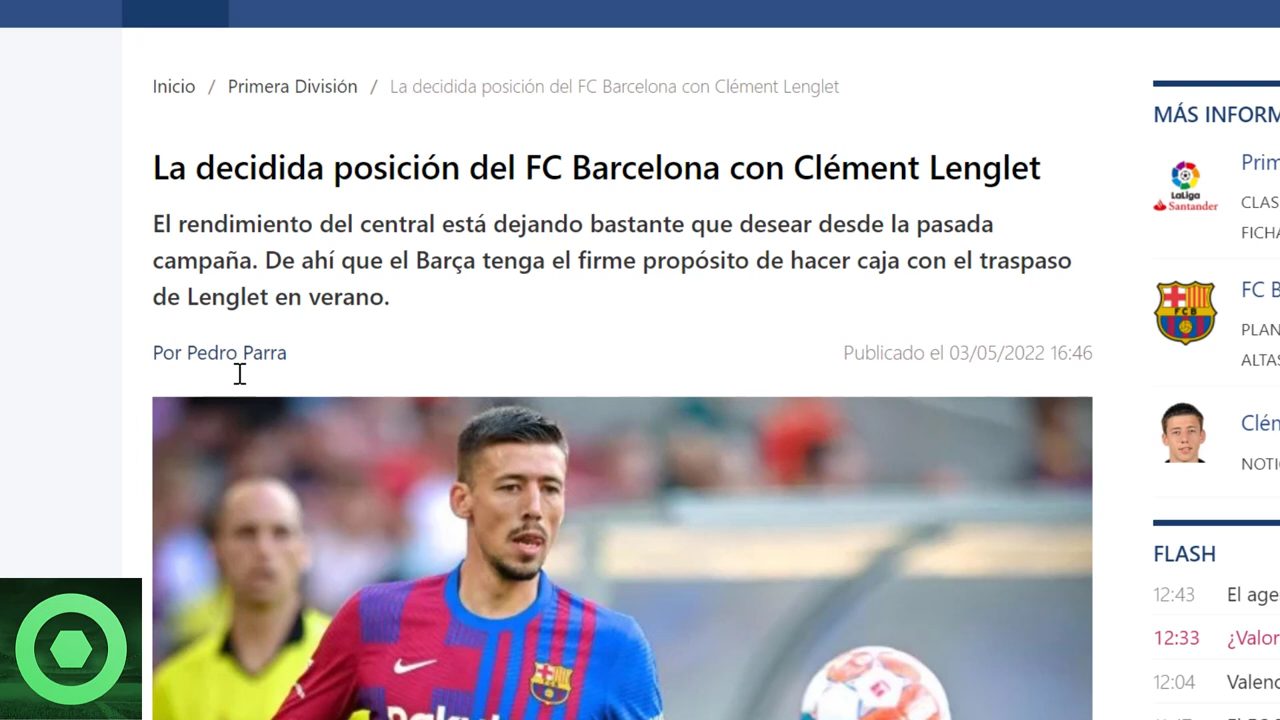 Inicio / Primera División / La decidida posición del FC Barcelona con Clément Lenglet
La decidida posición del FC Barcelona con Clément Lenglet
El rendimiento del central está dejando bastante que desear desde la pasada
campaña. De ahí que el Barça tenga el firme propósito de hacer caja con el traspaso
de Lenglet en verano.
Por Pedro Parra
Publicado el 03/05/2022 16:46
MÁS INFORM
LaLiga
Santander
Prim
CLAS
FICHA
FCB
FC B
PLAN
ALTAS
Clém
NOTIC
FLASH
12:43 El age
12:33 ¿Valor
12:04 Valenc